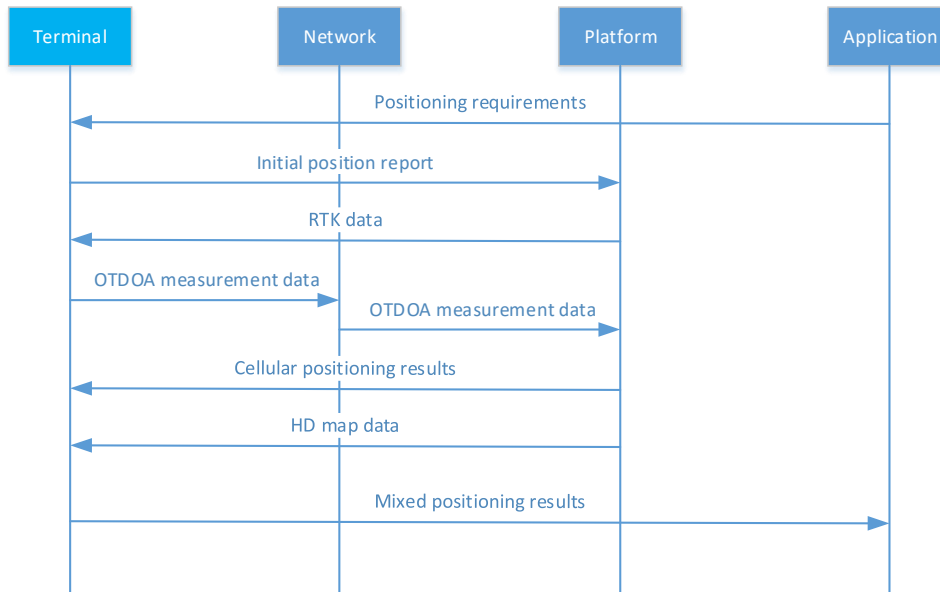 Terminal
Network
Platform
Application
Positioning requirements
Initial position report
RTK data
OTDOA measurement data
OTDOA measurement data
Cellular positioning results
HD map data
Mixed positioning results